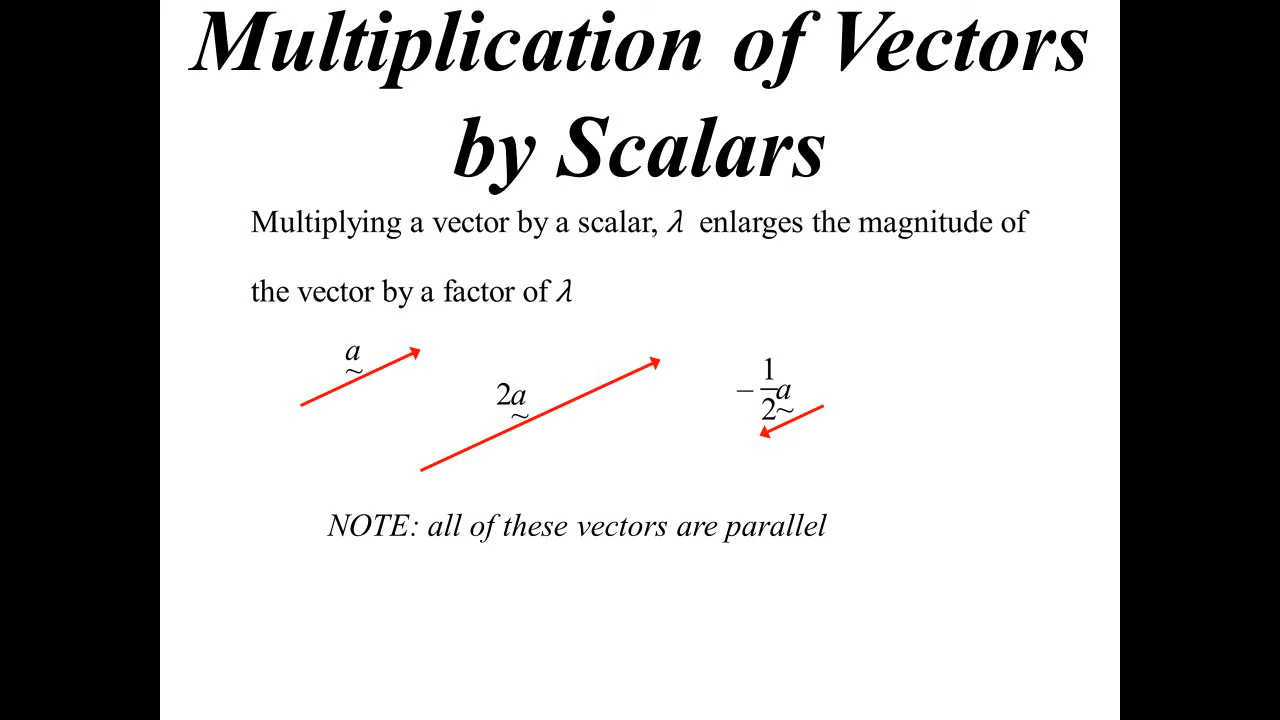 Multiplication of Vectors
by Scalars
Multiplying a vector by a scalar, λ enlarges the magnitude of
the vector by a factor of λ
a
~
2a
~
−1/2a
~
NOTE: all of these vectors are parallel